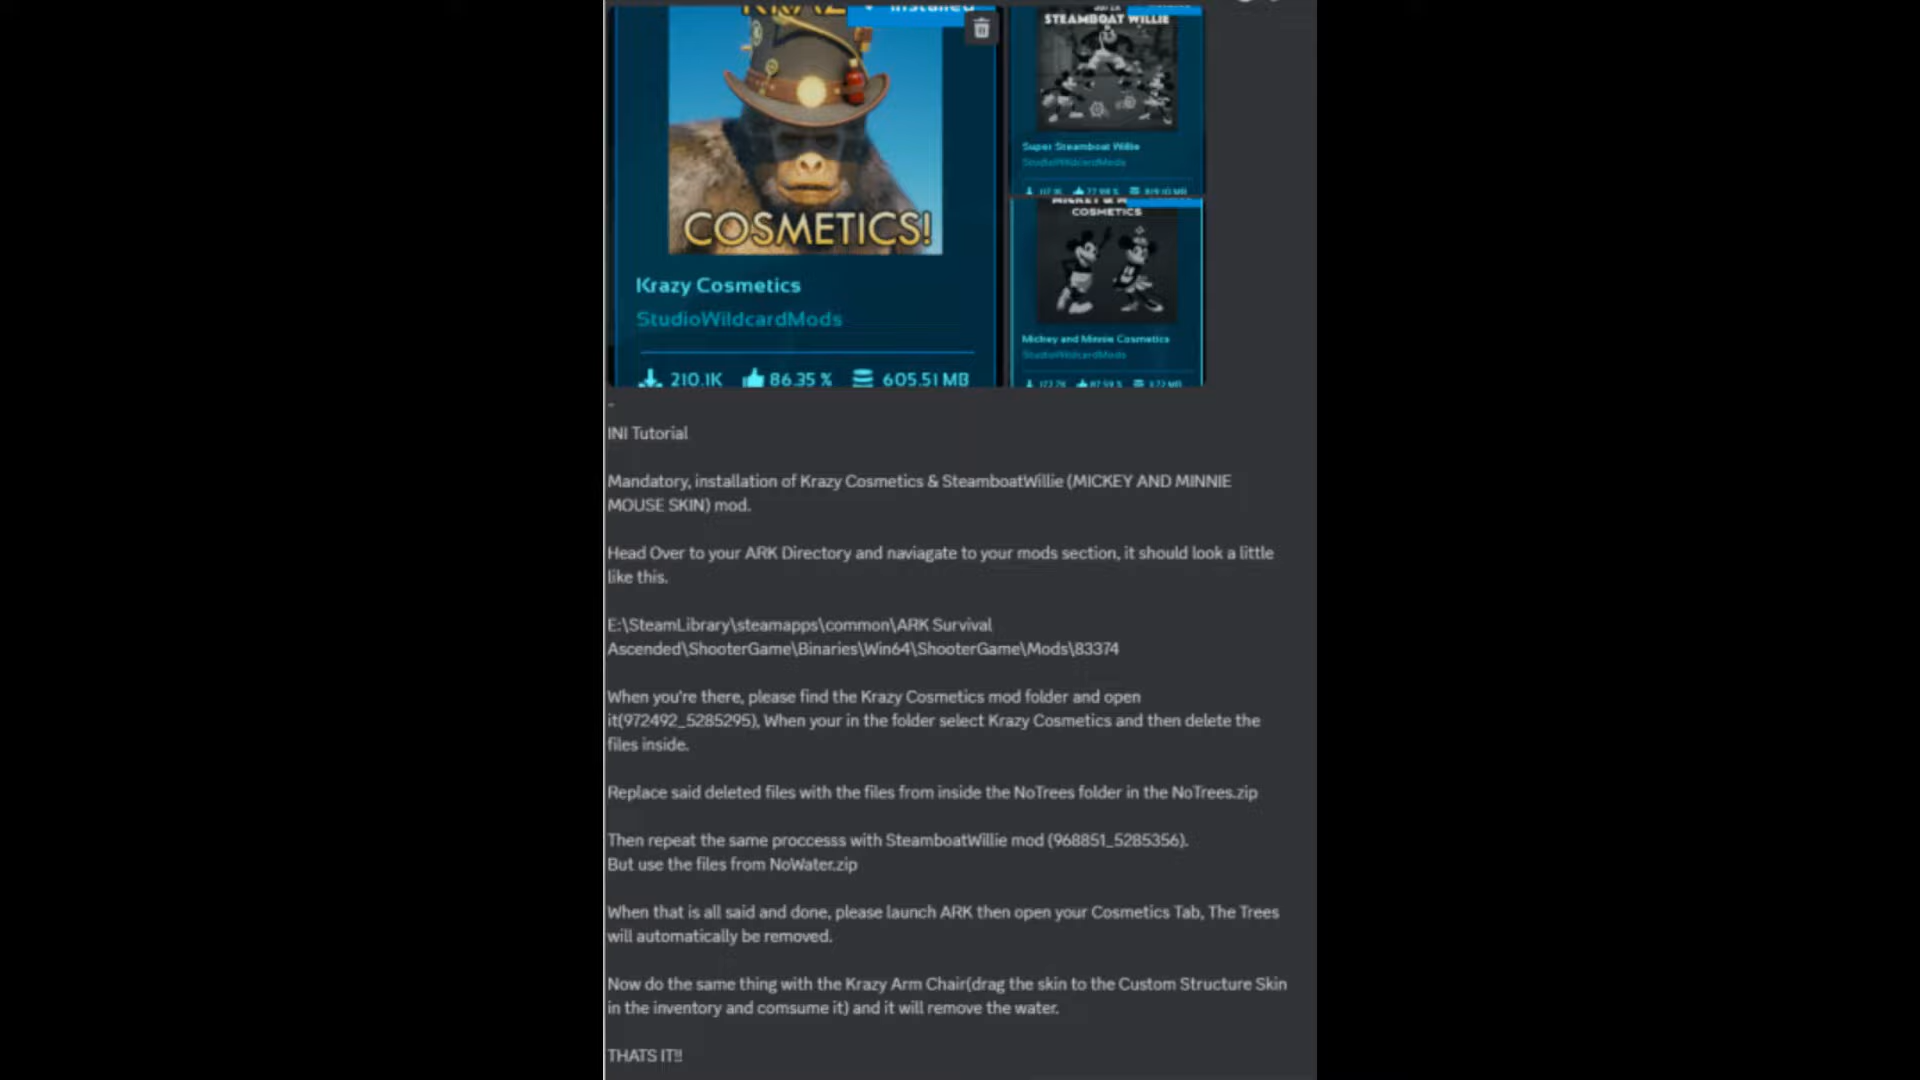 Installed
STEAMBOAT WILLIE
COSMETICS!
Krazy Cosmetics
StudioWildcardMods
210.1K 86.35 % 605.51 MB
Super Steamboat Willie
StudioWildcardMods
COSMETICS
Mickey and Minnie Cosmetics
StudioWildcardMods
INI Tutorial
Mandatory, installation of Krazy Cosmetics & SteamboatWillie (MICKEY AND MINNIE
MOUSE SKIN) mod.
Head Over to your ARK Directory and naviagate to your mods section, it should look a little
like this.
E:\SteamLibrary\steamapps\common\ARK Survival
Ascended\ShooterGame\Binaries\Win64\ShooterGame\Mods\83374
When you're there, please find the Krazy Cosmetics mod folder and open
it(972492_5285295), When your in the folder select Krazy Cosmetics and then delete the
files inside.
Replace said deleted files with the files from inside the NoTrees folder in the NoTrees.zip
Then repeat the same proccesss with SteamboatWillie mod (968851_5285356).
But use the files from NoWater.zip
When that is all said and done, please launch ARK then open your Cosmetics Tab, The Trees
will automatically be removed.
Now do the same thing with the Krazy Arm Chair(drag the skin to the Custom Structure Skin
in the inventory and comsume it) and it will remove the water.
THATS IT!!